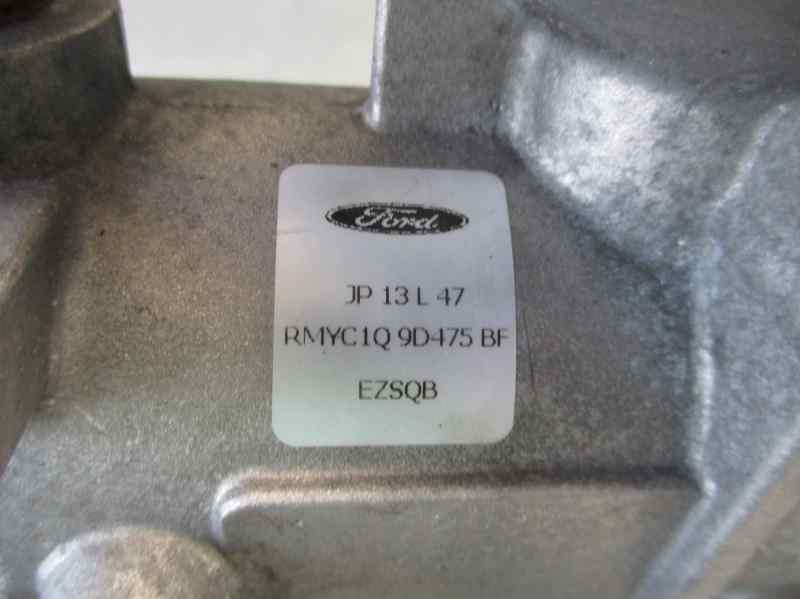 Ford
JP 13 L 47
RMYC1Q 9D475 BF
EZSQB